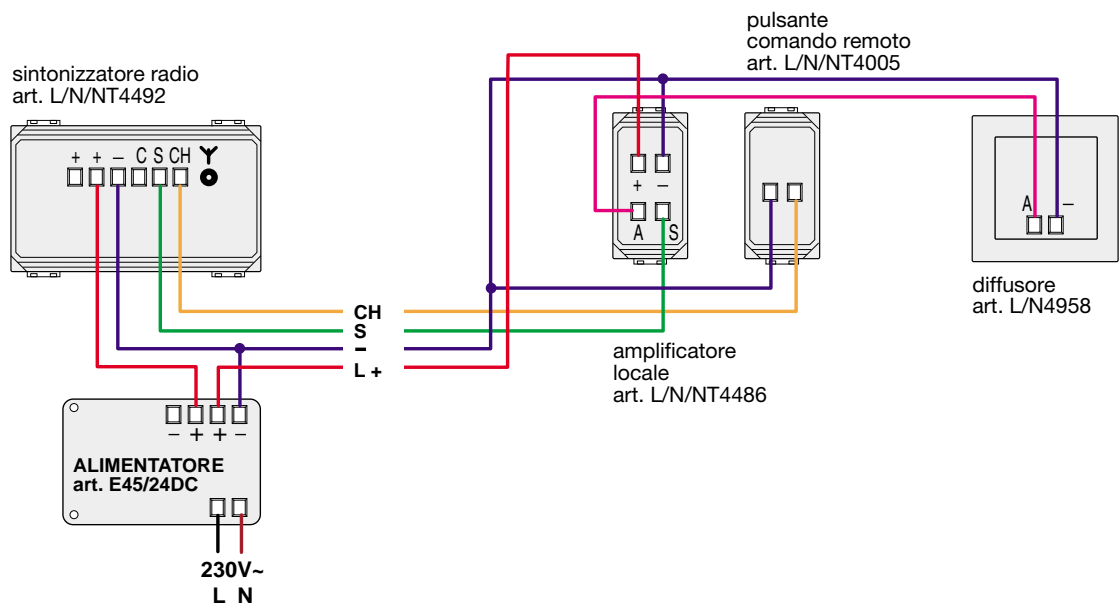 pulsante
comando remoto
art. L/N/NT4005
sintonizzatore radio
art. L/N/NT4492
+ + – C S CH
+ –
A S
A –
diffusore
art. L/N4958
CH
S
–
L +
amplificatore
locale
art. L/N/NT4486
– + + –
ALIMENTATORE
art. E45/24DC
230V~
L N